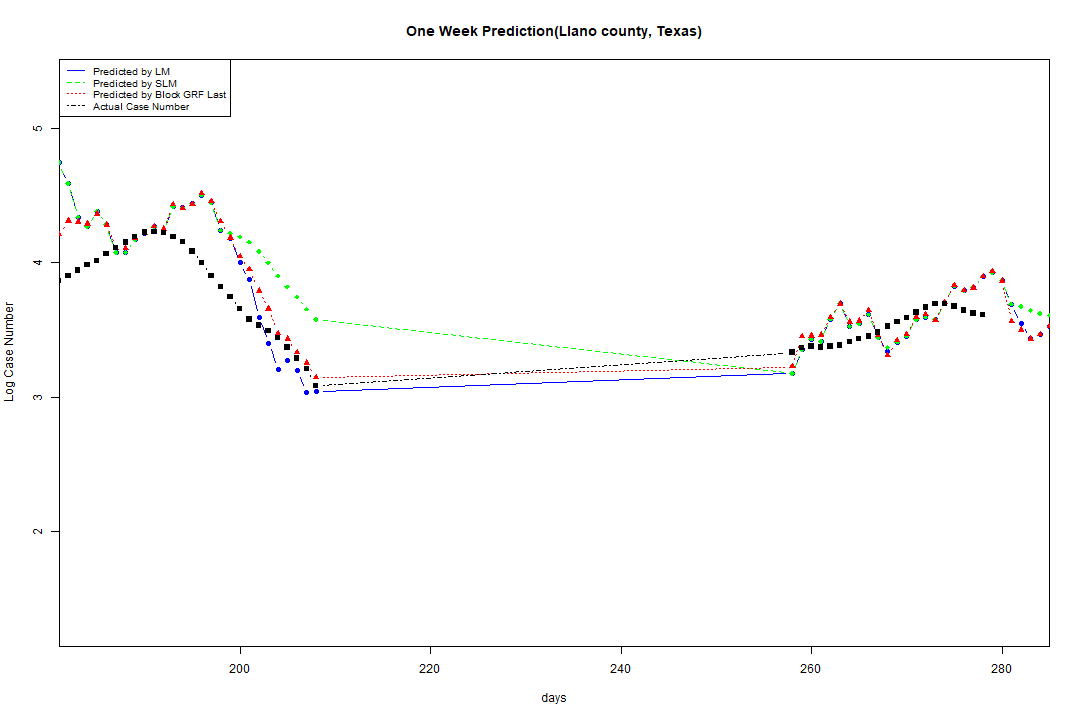 One Week Prediction(Llano county, Texas)
Predicted by LM
Predicted by SLM
Predicted by Block GRF Last
Actual Case Number
5
4
3
2
Log Case Number
200 220 240 260 280
days